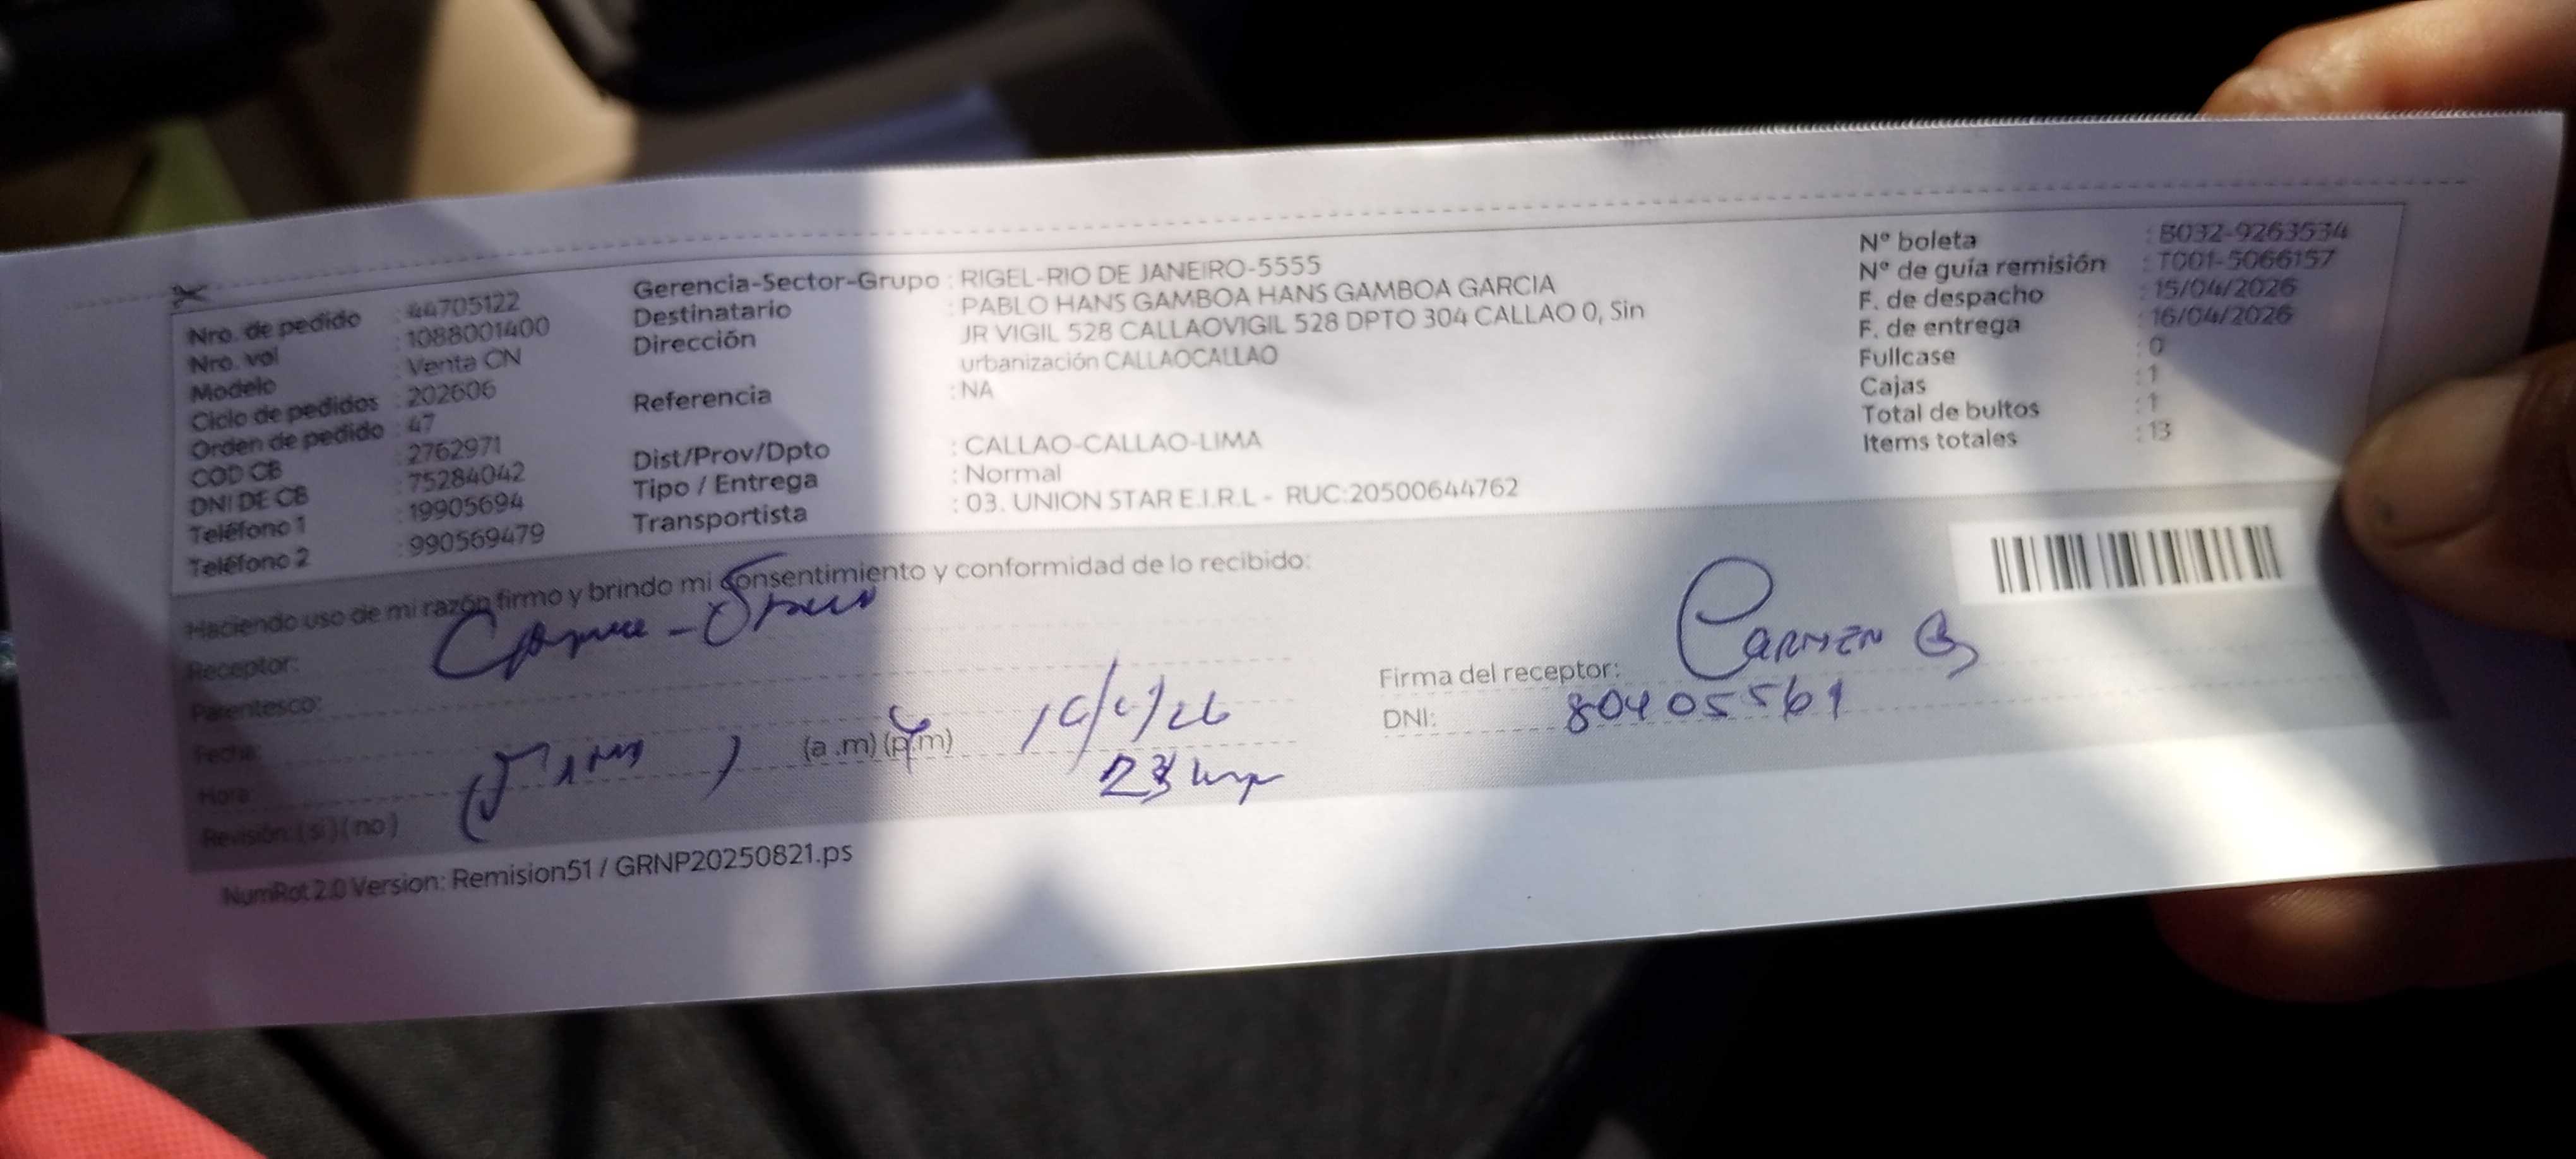 Nro. de pedido : 44705122
Nro. vol : 1088001400
Modelo : Venta CN
Ciclo de pedidos : 202606
Orden de pedido : 47
COD CB : 2762971
DNI DE CB : 75284042
Teléfono 1 : 19905694
Teléfono 2 : 990569479
Gerencia-Sector-Grupo : RIGEL-RIO DE JANEIRO-5555
Destinatario : PABLO HANS GAMBOA HANS GAMBOA GARCIA
Dirección JR VIGIL 528 CALLAOVIGIL 528 DPTO 304 CALLAO 0, Sin
urbanización CALLAOCALLAO
Referencia : NA
Dist/Prov/Dpto : CALLAO-CALLAO-LIMA
Tipo / Entrega : Normal
Transportista : 03. UNION STAR E.I.R.L - RUC:20500644762
Nº boleta : B032-9263534
Nº de guía remisión : T001-5066157
F. de despacho : 15/04/2026
F. de entrega : 16/04/2026
Fullcase : 0
Cajas : 1
Total de bultos : 1
Items totales : 13
Haciendo uso de mi razón firmo y brindo mi consentimiento y conformidad de lo recibido:
Receptor:
Parentesco:
Fecha:
Hora: (a .m) (p.m)
Revisión: ( si ) ( no )
Firma del receptor: CARMEN
DNI: 80405561
NumRot 2.0 Version: Remision51 / GRNP20250821.ps